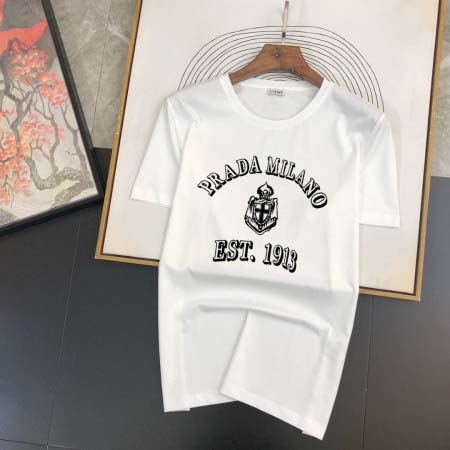 PRADA MILANO
EST. 1913